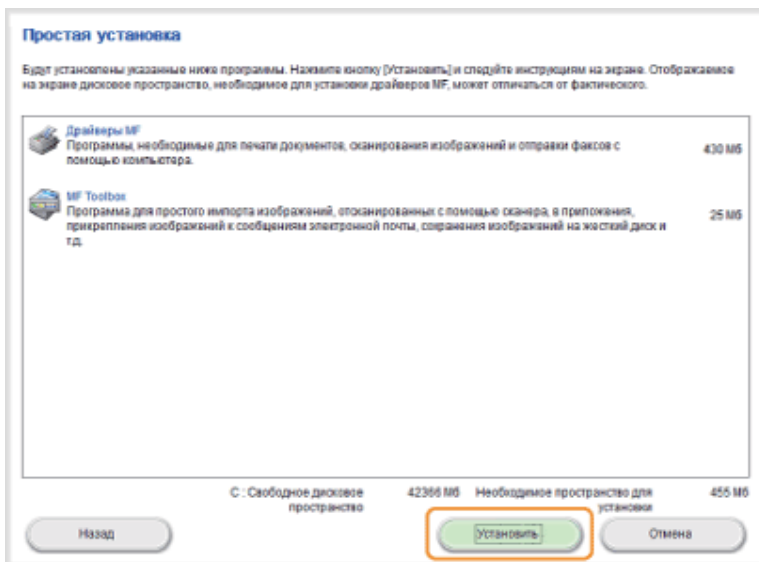 Простая установка
Будут установлены указанные ниже программы. Нажмите кнопку [Установить] и следуйте инструкциям на экране. Отображаемое
на экране дисковое пространство, необходимое для установки драйверов MF, может отличаться от фактического.
Драйверы MF
Программы, необходимые для печати документов, сканирования изображений и отправки факсов с
помощью компьютера.
430 Мб
MF Toolbox
Программа для простого импорта изображений, отсканированных с помощью сканера, в приложения,
прикрепления изображений к сообщениям электронной почты, сохранения изображений на жесткий диск и
т.д.
25 Мб
C : Свободное дисковое
пространство
42366 Мб
Необходимое пространство для
установки
455 Мб
Назад
Установить
Отмена